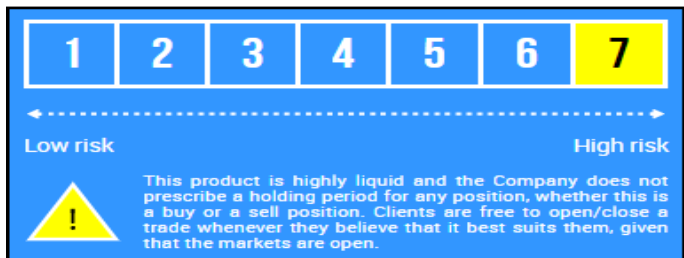 1 2 3 4 5 6 7
Low risk High risk
!
This product is highly liquid and the Company does not
prescribe a holding period for any position, whether this is
a buy or a sell position. Clients are free to open/close a
trade whenever they believe that it best suits them, given
that the markets are open.